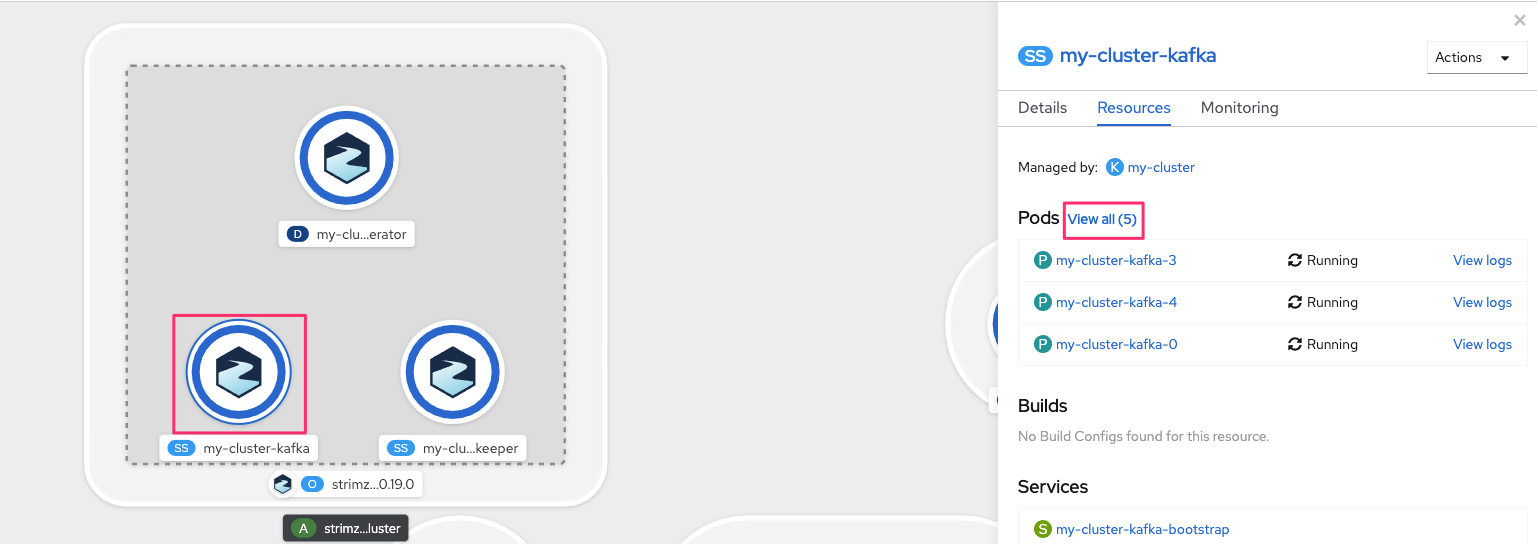 D my-clu...erator
SS my-cluster-kafka
SS my-clu...keeper
O strimz...0.19.0
A strimz...luster
SS my-cluster-kafka
Actions
Details Resources Monitoring
Managed by: K my-cluster
Pods View all (5)
P my-cluster-kafka-3 Running View logs
P my-cluster-kafka-4 Running View logs
P my-cluster-kafka-0 Running View logs
Builds
No Build Configs found for this resource.
Services
S my-cluster-kafka-bootstrap